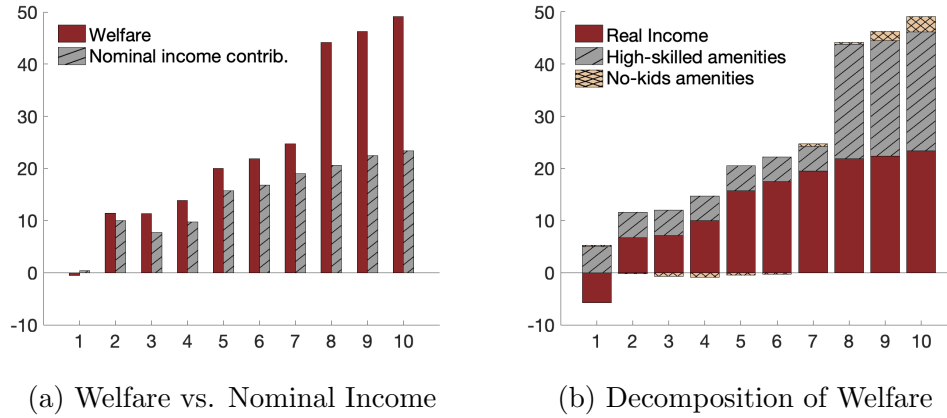 50
40
30
20
10
0
-10
Welfare
Nominal income contrib.
1 2 3 4 5 6 7 8 9 10
(a) Welfare vs. Nominal Income
50
40
30
20
10
0
-10
Real Income
High-skilled amenities
No-kids amenities
1 2 3 4 5 6 7 8 9 10
(b) Decomposition of Welfare